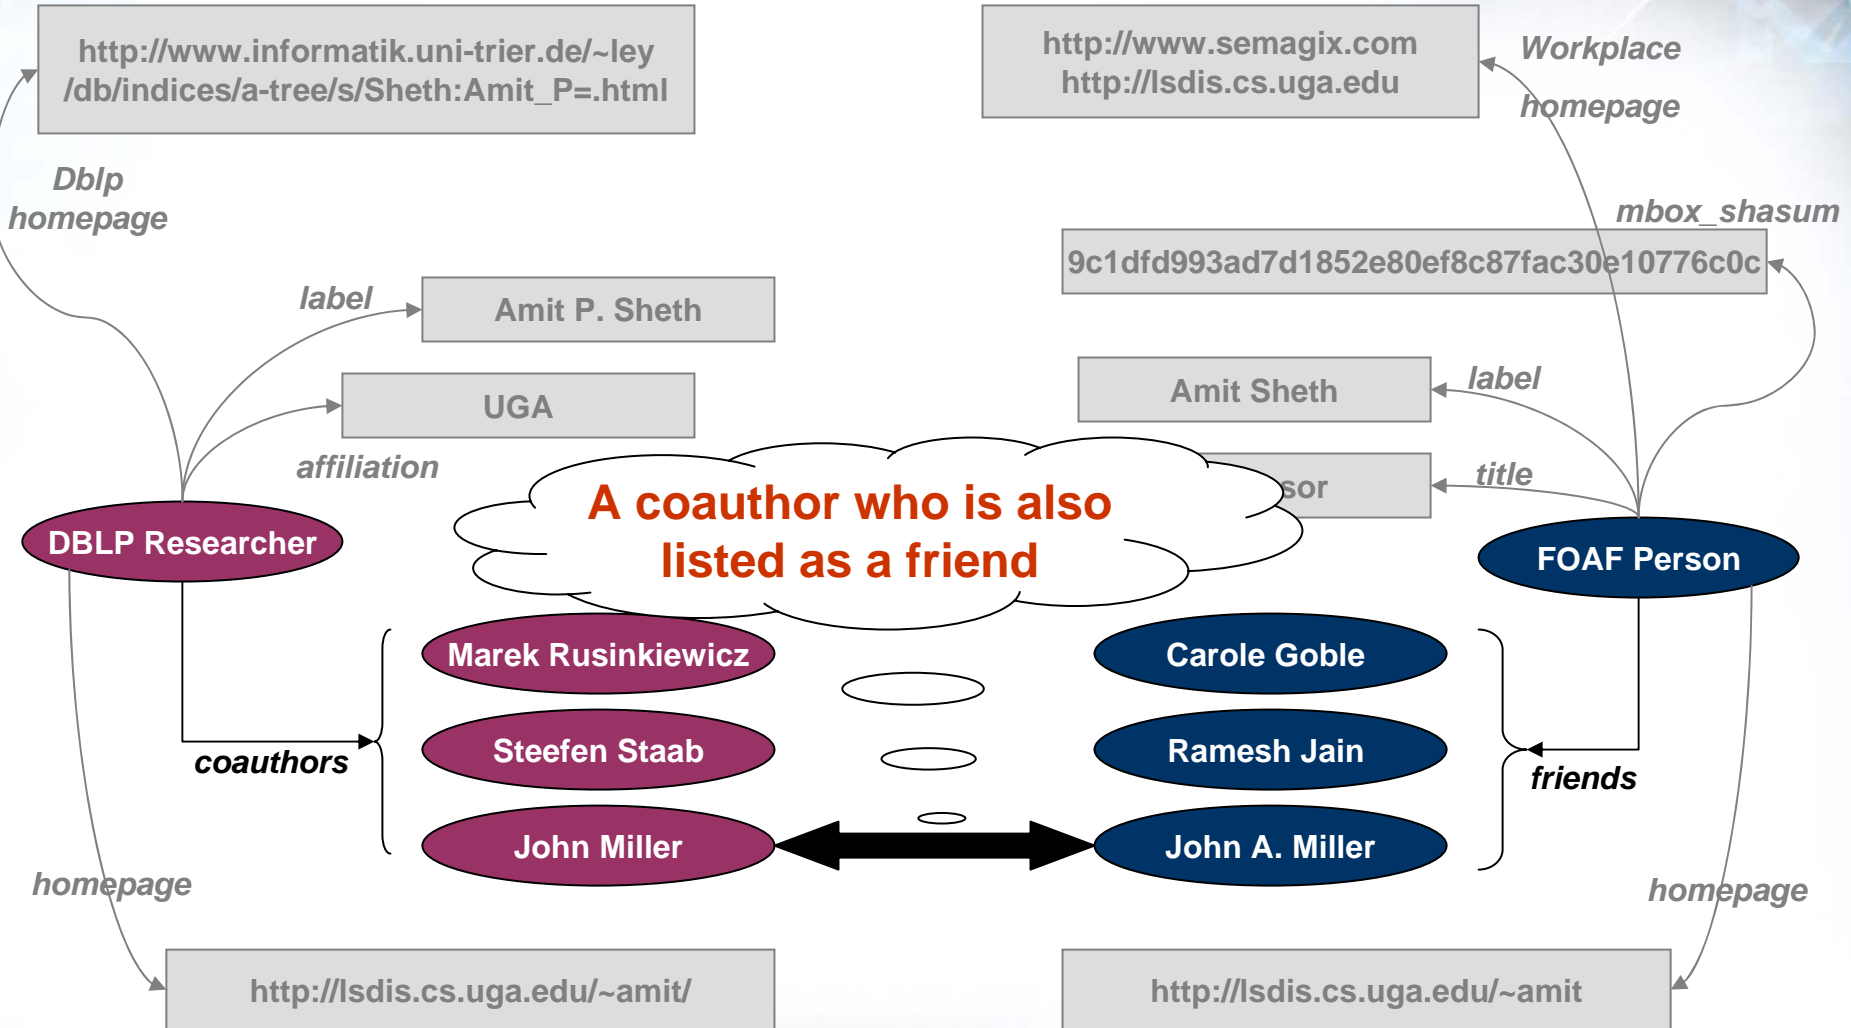 http://www.informatik.uni-trier.de/~ley
/db/indices/a-tree/s/Sheth:Amit_P=.html
http://www.semagix.com
http://lsdis.cs.uga.edu
Workplace
homepage
Dblp
homepage
mbox_shasum
9c1dfd993ad7d1852e80ef8c87fac30e10776c0c
label
Amit P. Sheth
label
Amit Sheth
UGA
affiliation
title
sor
A coauthor who is also
listed as a friend
DBLP Researcher
FOAF Person
Marek Rusinkiewicz
Carole Goble
Steefen Staab
Ramesh Jain
coauthors
friends
John Miller
John A. Miller
homepage
homepage
http://lsdis.cs.uga.edu/~amit/
http://lsdis.cs.uga.edu/~amit